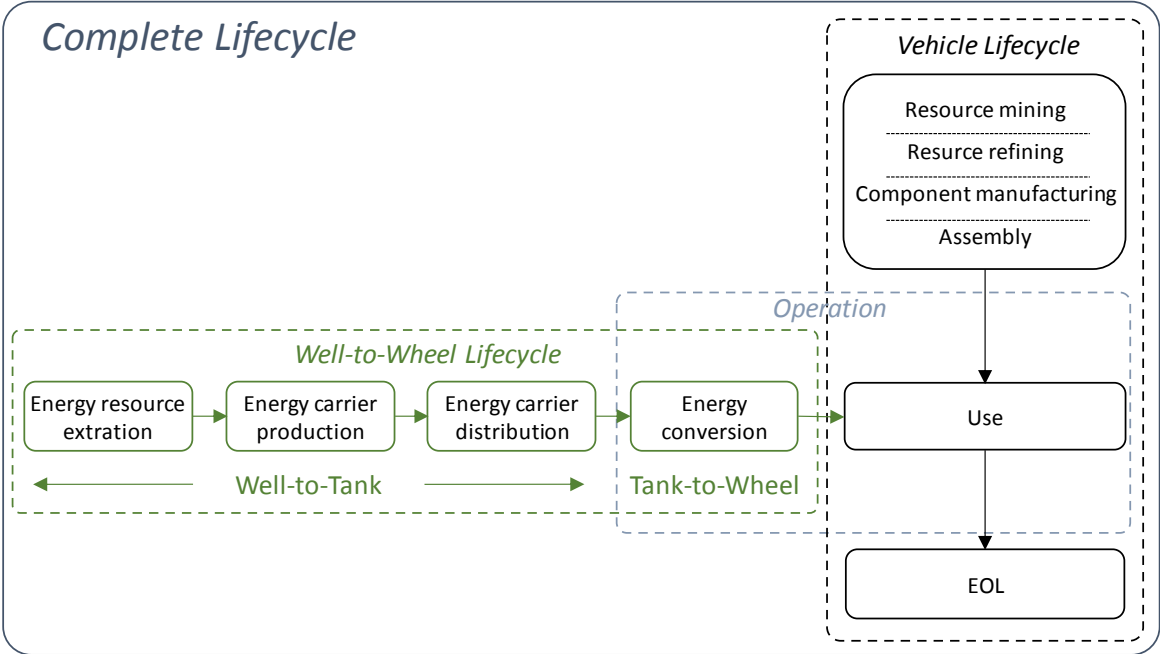 Complete Lifecycle
Vehicle Lifecycle
Resource mining
Resurce refining
Component manufacturing
Assembly
Operation
Well-to-Wheel Lifecycle
Energy resource
extration
Energy carrier
production
Energy carrier
distribution
Energy
conversion
Use
Well-to-Tank
Tank-to-Wheel
EOL